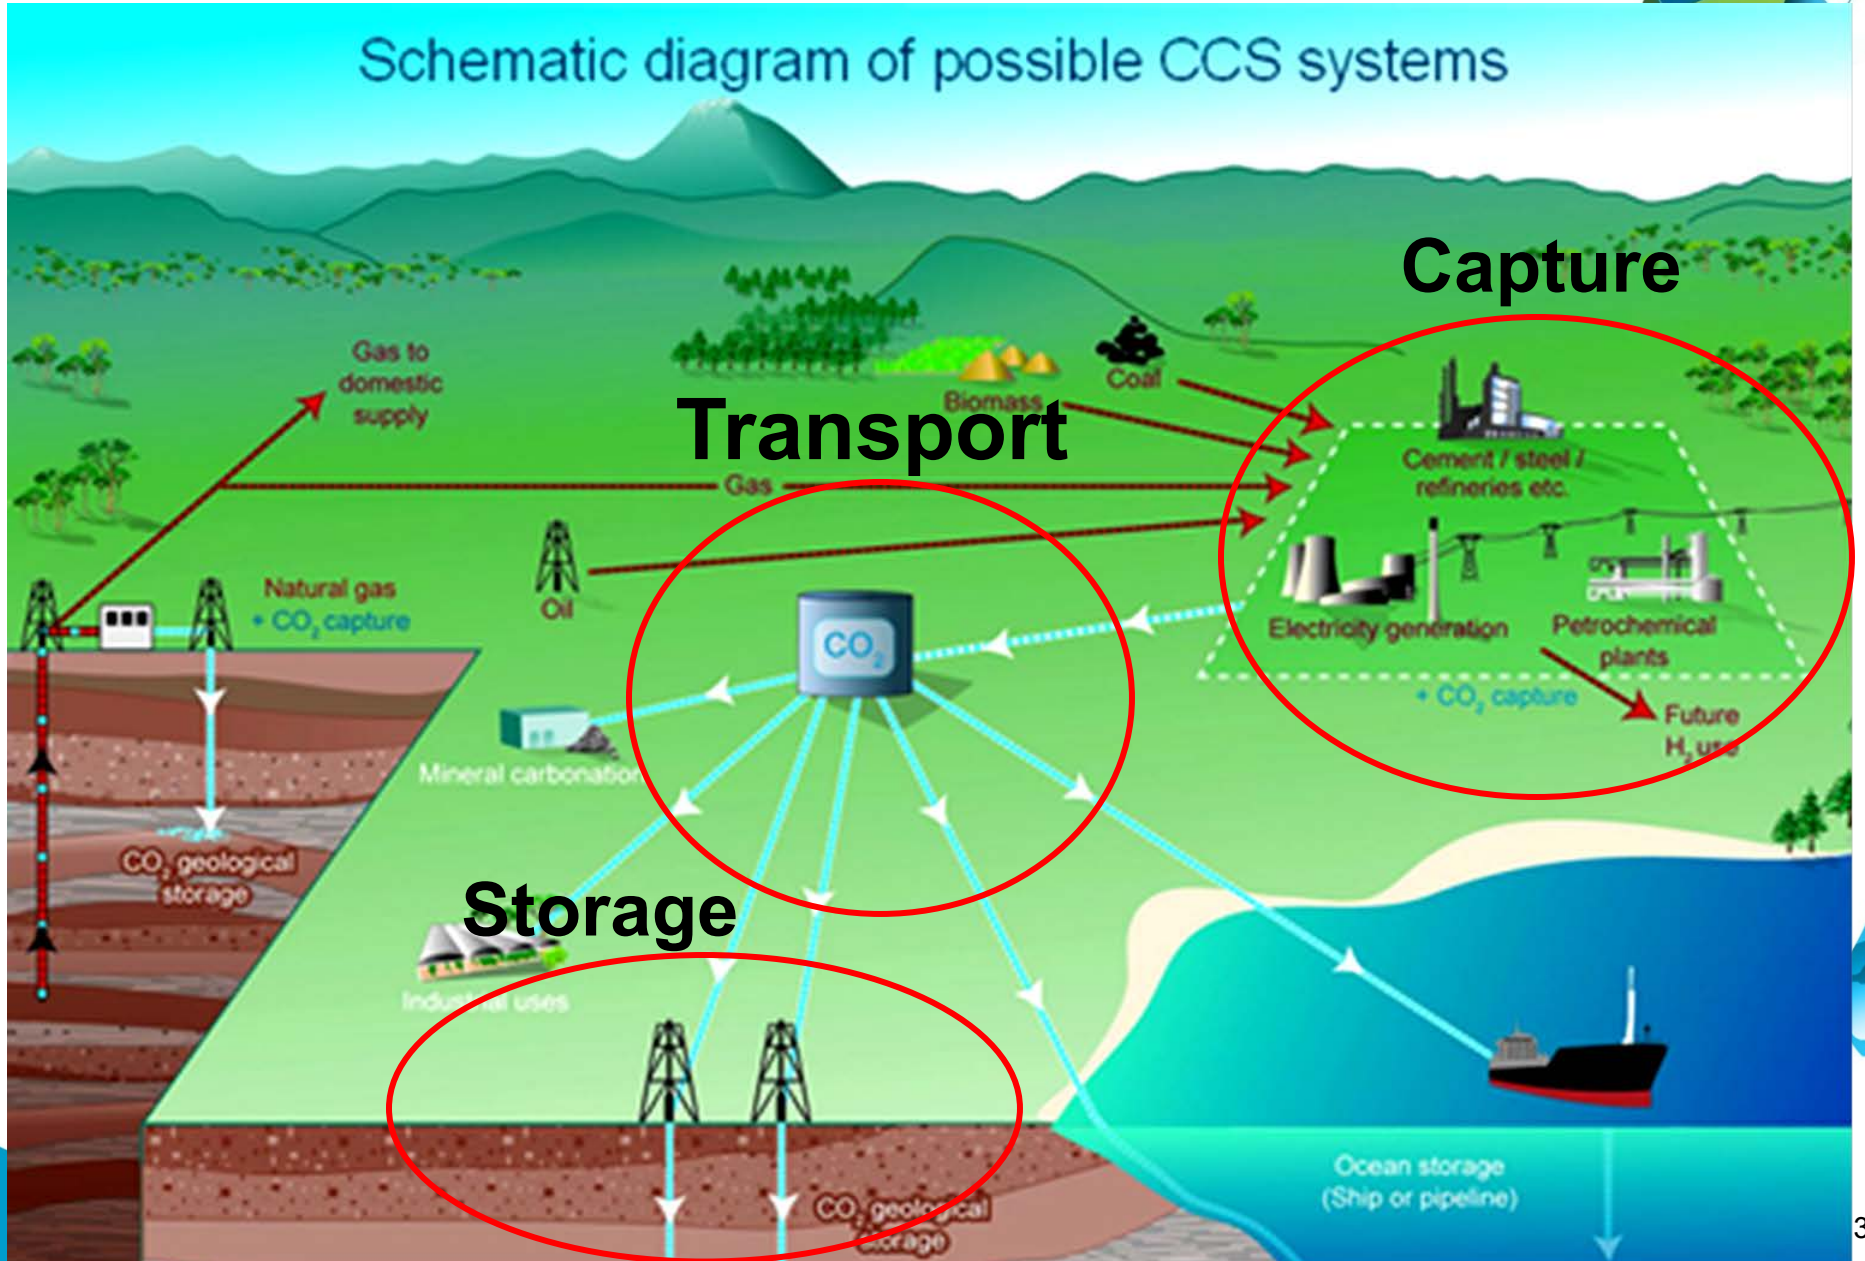 Schematic diagram of possible CCS systems
Capture
Gas to
domestic
supply
Coal
Biomass
Transport
Cement / steel /
refineries etc.
Gas
Natural gas
+ CO₂ capture
Oil
CO₂
Electricity generation
Petrochemical
plants
+ CO₂ capture
Future
H₂ use
Mineral carbonation
CO₂ geological
storage
Storage
Industrial uses
Ocean storage
(Ship or pipeline)
CO₂ geological
storage
3